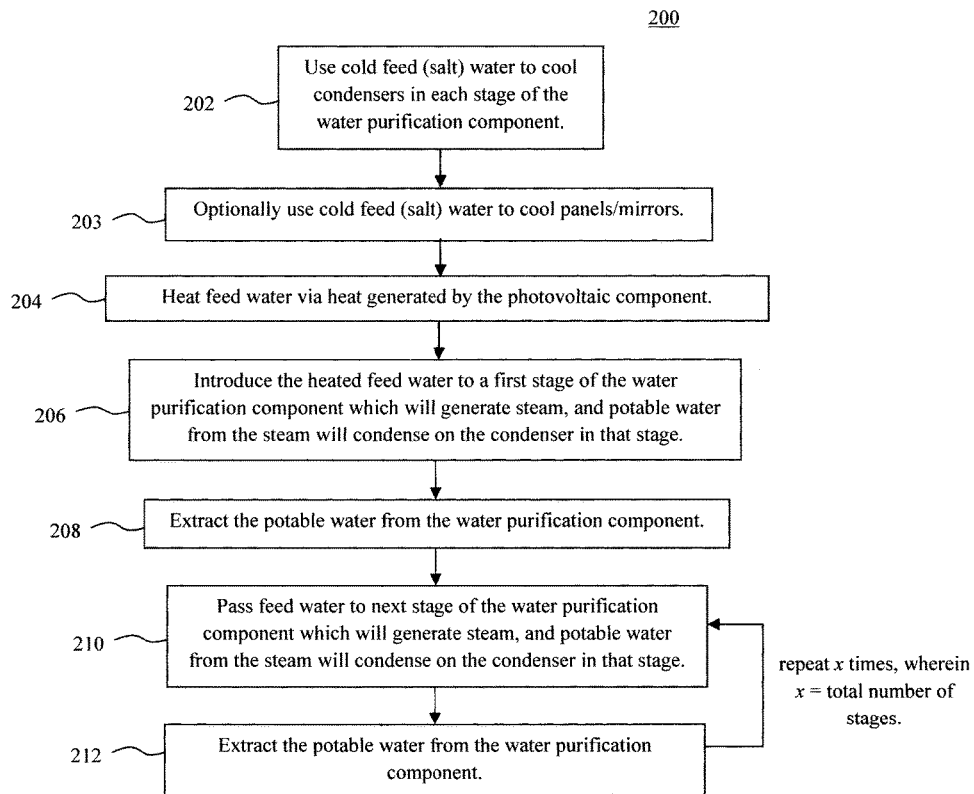 200
Use cold feed (salt) water to cool
condensers in each stage of the
water purification component.
202
Optionally use cold feed (salt) water to cool panels/mirrors.
203
Heat feed water via heat generated by the photovoltaic component.
204
Introduce the heated feed water to a first stage of the water
purification component which will generate steam, and potable water
from the steam will condense on the condenser in that stage.
206
Extract the potable water from the water purification component.
208
Pass feed water to next stage of the water purification
component which will generate steam, and potable water
from the steam will condense on the condenser in that stage.
210
repeat x times, wherein
x = total number of
stages.
Extract the potable water from the water purification
component.
212